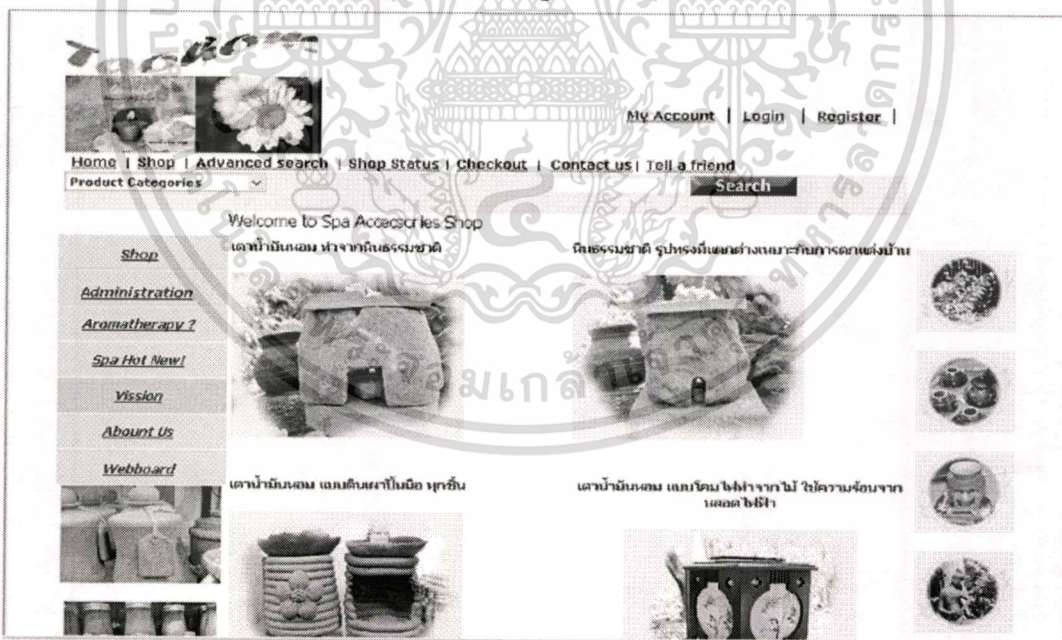 My Account | Login | Register |
Home | Shop | Advanced search | Shop Status | Checkout | Contact us | Tell a friend
Product Categories
Search
Welcome to Spa Accecscries Shop
เตาน้ำมันหอม ทำจากหินธรรมชาติ
หินธรรมชาติ รูปทรงที่แตกต่างเหมาะกับการตกแต่งบ้าน
Shop
Administration
Aromatherapy ?
Spa Hot New!
Vission
Abount Us
Webboard
เตาน้ำมันหอม แบบดินเผาปั้นมือ ทุกชิ้น
เตาน้ำมันหอม แบบโคมไฟทำจากไม้ ใช้ความร้อนจาก
หลอดไฟฟ้า